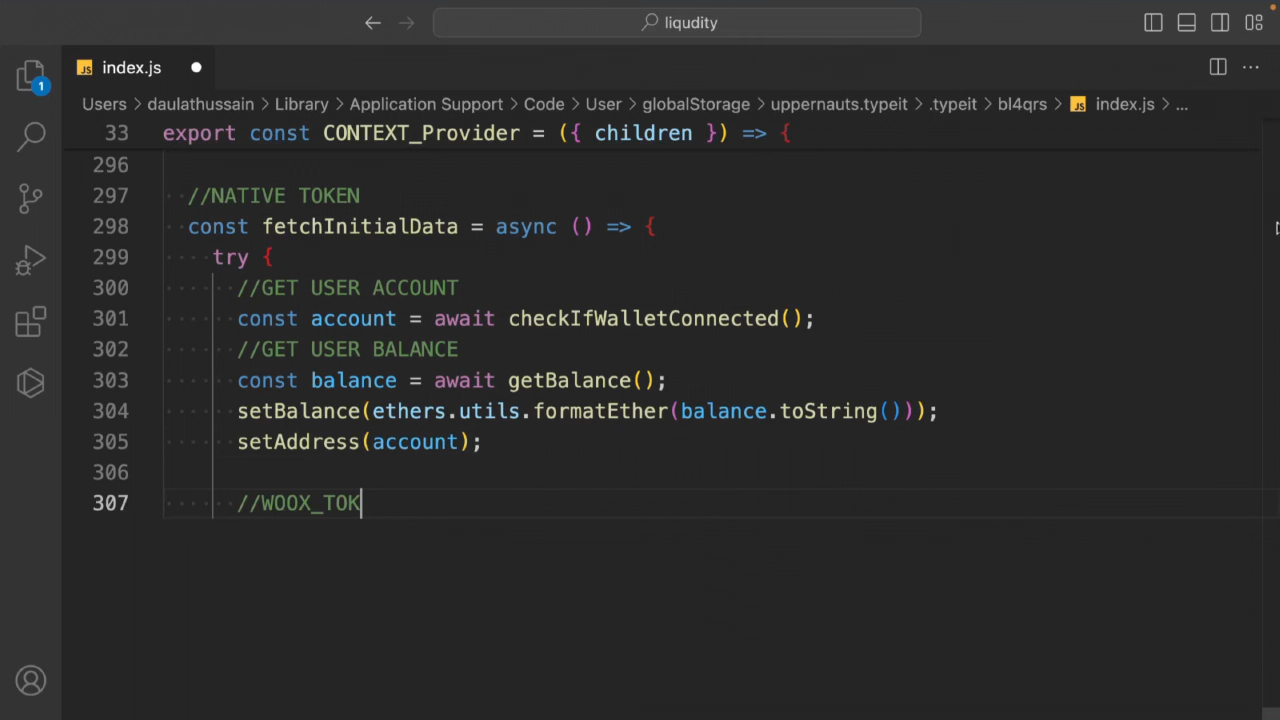 liqudity
1
JS index.js
Users > daulathussain > Library > Application Support > Code > User > globalStorage > uppernauts.typeit > .typeit > bl4qrs > JS index.js > ...
33 export const CONTEXT_Provider = ({ children }) => {
296
297 //NATIVE TOKEN
298 const fetchInitialData = async () => {
299 try {
300 //GET USER ACCOUNT
301 const account = await checkIfWalletConnected();
302 //GET USER BALANCE
303 const balance = await getBalance();
304 setBalance(ethers.utils.formatEther(balance.toString()));
305 setAddress(account);
306
307 //WOOX_TOK